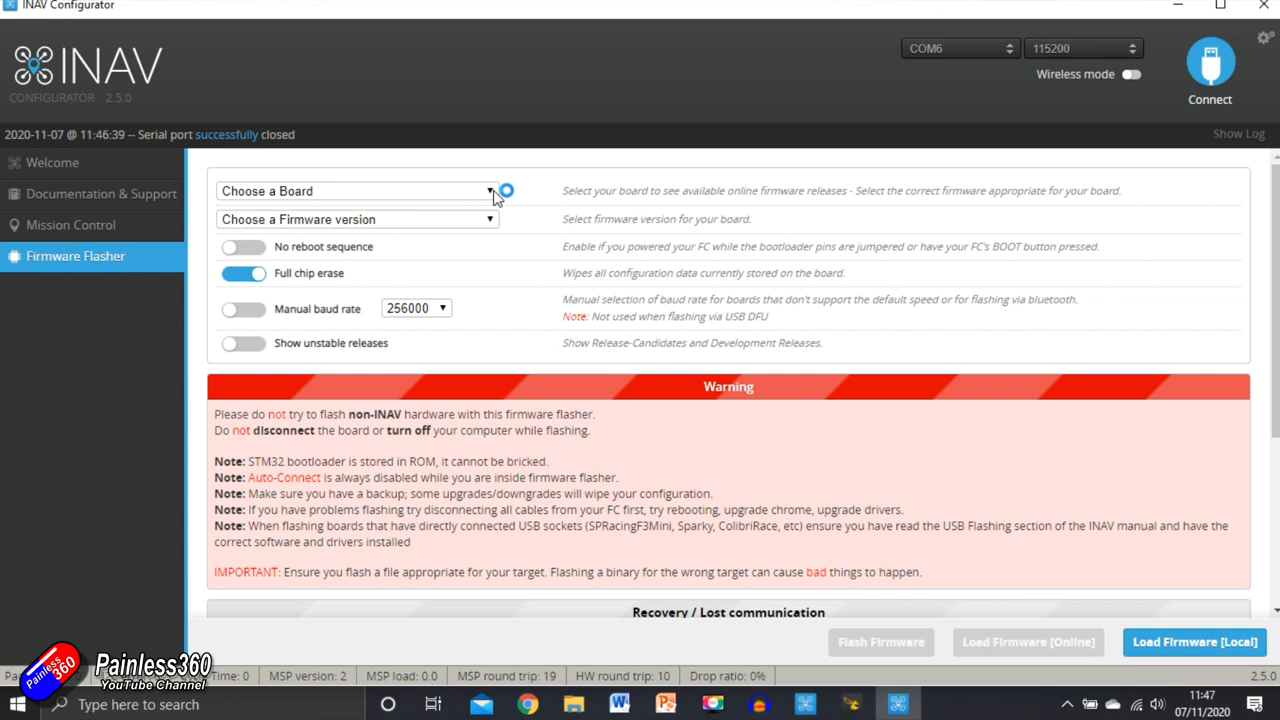 INAV Configurator
INAV
CONFIGURATOR 2.5.0
COM6
115200
Wireless mode
Connect
2020-11-07 @ 11:46:39 -- Serial port successfully closed
Show Log
Welcome
Documentation & Support
Mission Control
Firmware Flasher
Choose a Board
Select your board to see available online firmware releases - Select the correct firmware appropriate for your board.
Choose a Firmware version
Select firmware version for your board.
No reboot sequence
Enable if you powered your FC while the bootloader pins are jumpered or have your FC's BOOT button pressed.
Full chip erase
Wipes all configuration data currently stored on the board.
Manual baud rate
256000
Manual selection of baud rate for boards that don't support the default speed or for flashing via bluetooth.
Note: Not used when flashing via USB DFU
Show unstable releases
Show Release-Candidates and Development Releases.
Warning
Please do not try to flash non-INAV hardware with this firmware flasher.
Do not disconnect the board or turn off your computer while flashing.
Note: STM32 bootloader is stored in ROM, it cannot be bricked.
Note: Auto-Connect is always disabled while you are inside firmware flasher.
Note: Make sure you have a backup; some upgrades/downgrades will wipe your configuration.
Note: If you have problems flashing try disconnecting all cables from your FC first, try rebooting, upgrade chrome, upgrade drivers.
Note: When flashing boards that have directly connected USB sockets (SPRacingF3Mini, Sparky, ColibriRace, etc) ensure you have read the USB Flashing section of the INAV manual and have the
correct software and drivers installed
IMPORTANT: Ensure you flash a file appropriate for your target. Flashing a binary for the wrong target can cause bad things to happen.
Recovery / Lost communication
Flash Firmware
Load Firmware [Online]
Load Firmware [Local]
Painless 360
Painless360
YouTube Channel
Time: 0
MSP version: 2
MSP load: 0.0
MSP round trip: 19
HW round trip: 10
Drop ratio: 0%
2.5.0
Type here to search
11:47
07/11/2020